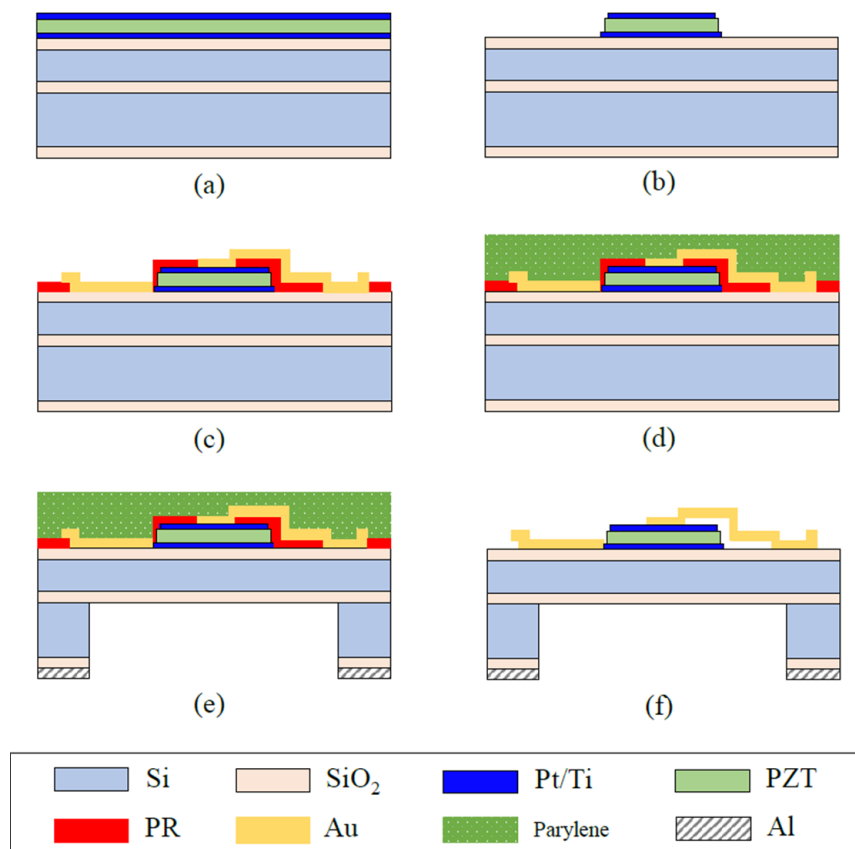 (a)
(b)
(c)
(d)
(e)
(f)
Si
SiO₂
Pt/Ti
PZT
PR
Au
Parylene
Al